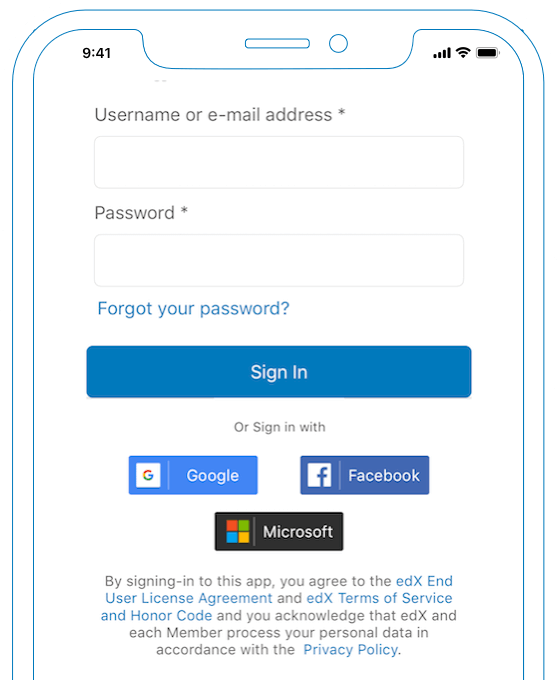 9:41
Username or e-mail address *
Password *
Forgot your password?
Sign In
Or Sign in with
G Google
f Facebook
Microsoft
By signing-in to this app, you agree to the edX End
User License Agreement and edX Terms of Service
and Honor Code and you acknowledge that edX and
each Member process your personal data in
accordance with the Privacy Policy.